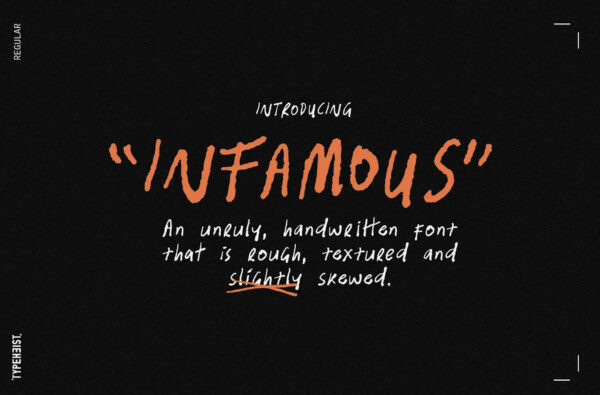 REGULAR
INTRODUCING
“INFAMOUS”
An unruly, handwritten font
that is rough, textured and
slightly skewed.
TYPEHEIST.